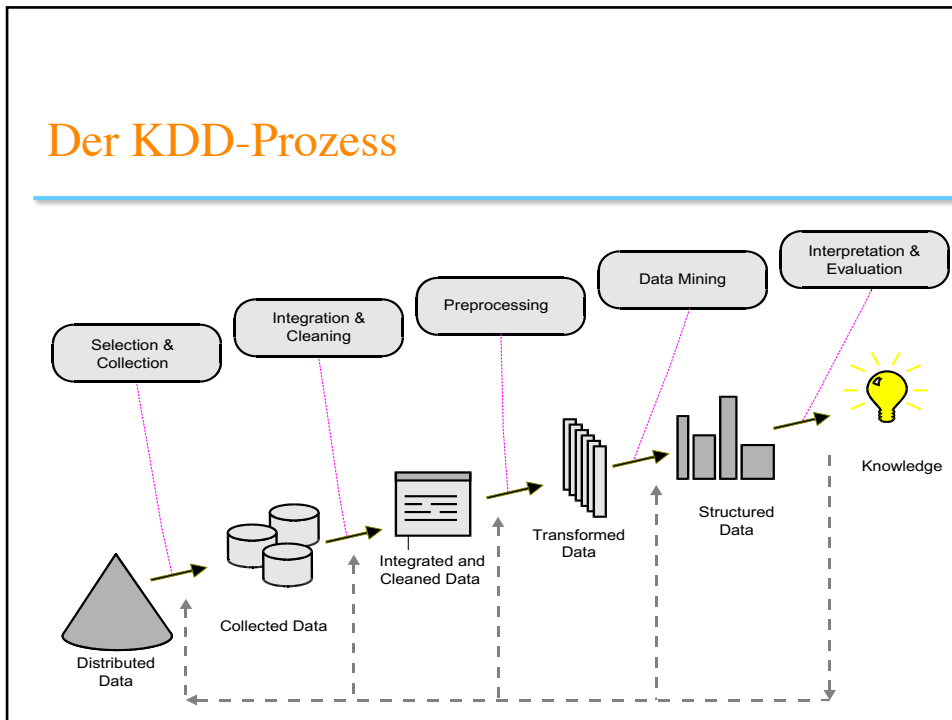 Der KDD-Prozess
Selection &
Collection
Integration &
Cleaning
Preprocessing
Data Mining
Interpretation &
Evaluation
Distributed
Data
Collected Data
Integrated and
Cleaned Data
Transformed
Data
Structured
Data
Knowledge